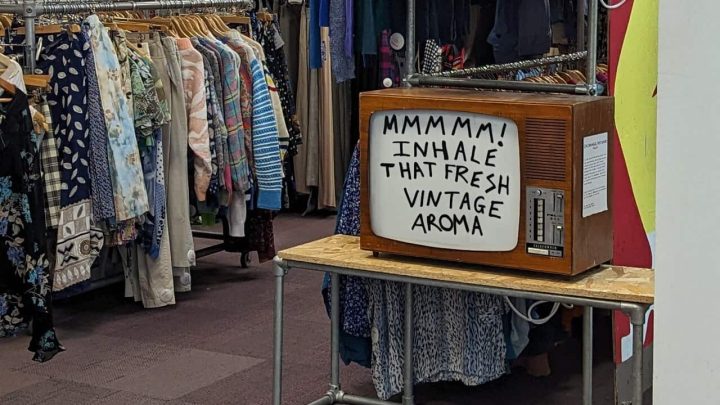 MMMMM!
INHALE
THAT FRESH
VINTAGE
AROMA